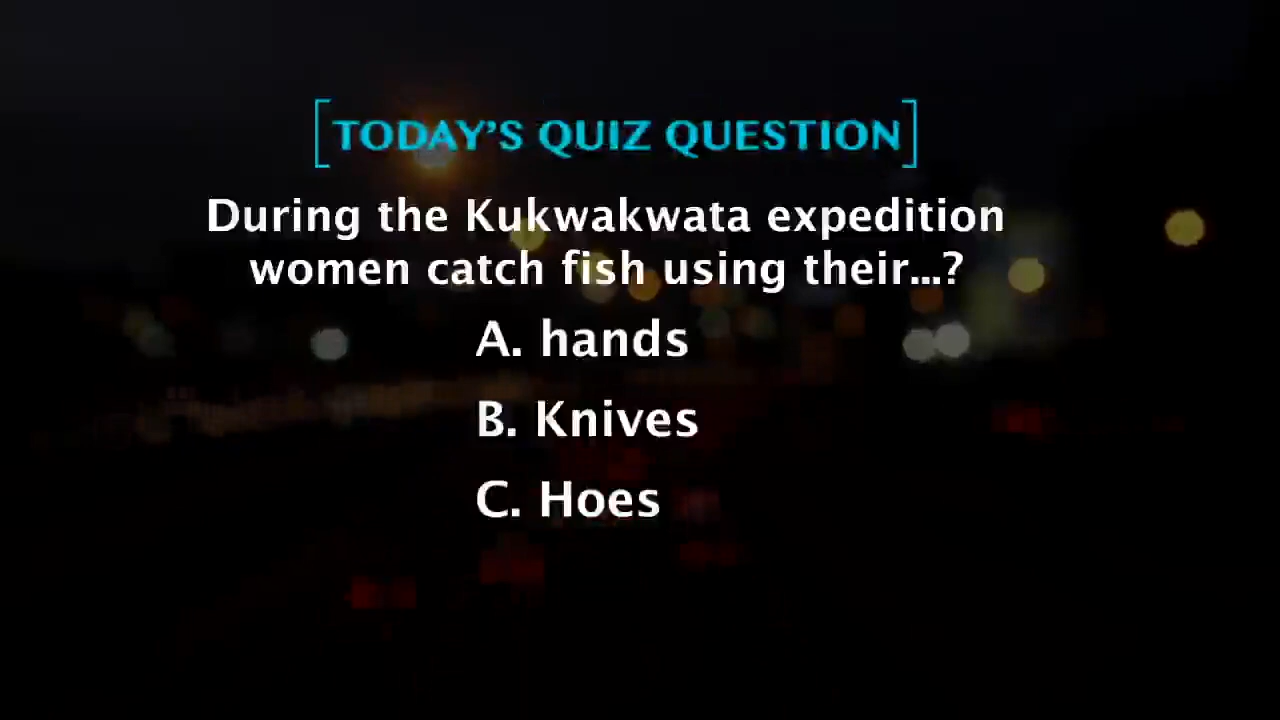 [TODAY'S QUIZ QUESTION]
During the Kukwakwata expedition
women catch fish using their...?
A. hands
B. Knives
C. Hoes